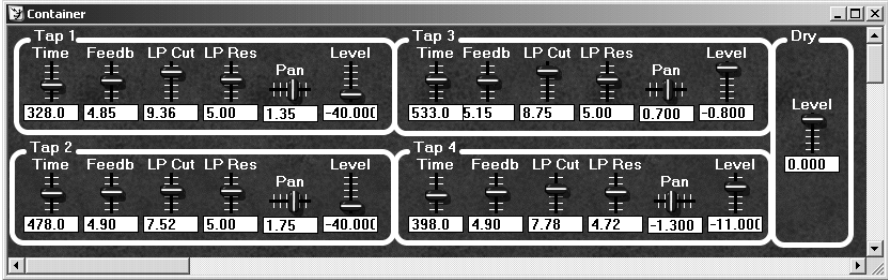 Container
Tap 1
Time Feedb LP Cut LP Res Pan Level
328.0 4.85 9.36 5.00 1.35 -40.000
Tap 3
Time Feedb LP Cut LP Res Pan Level
533.0 5.15 8.75 5.00 0.700 -0.800
Dry
Level
0.000
Tap 2
Time Feedb LP Cut LP Res Pan Level
478.0 4.90 7.52 5.00 1.75 -40.000
Tap 4
Time Feedb LP Cut LP Res Pan Level
398.0 4.90 7.78 4.72 -1.300 -11.000